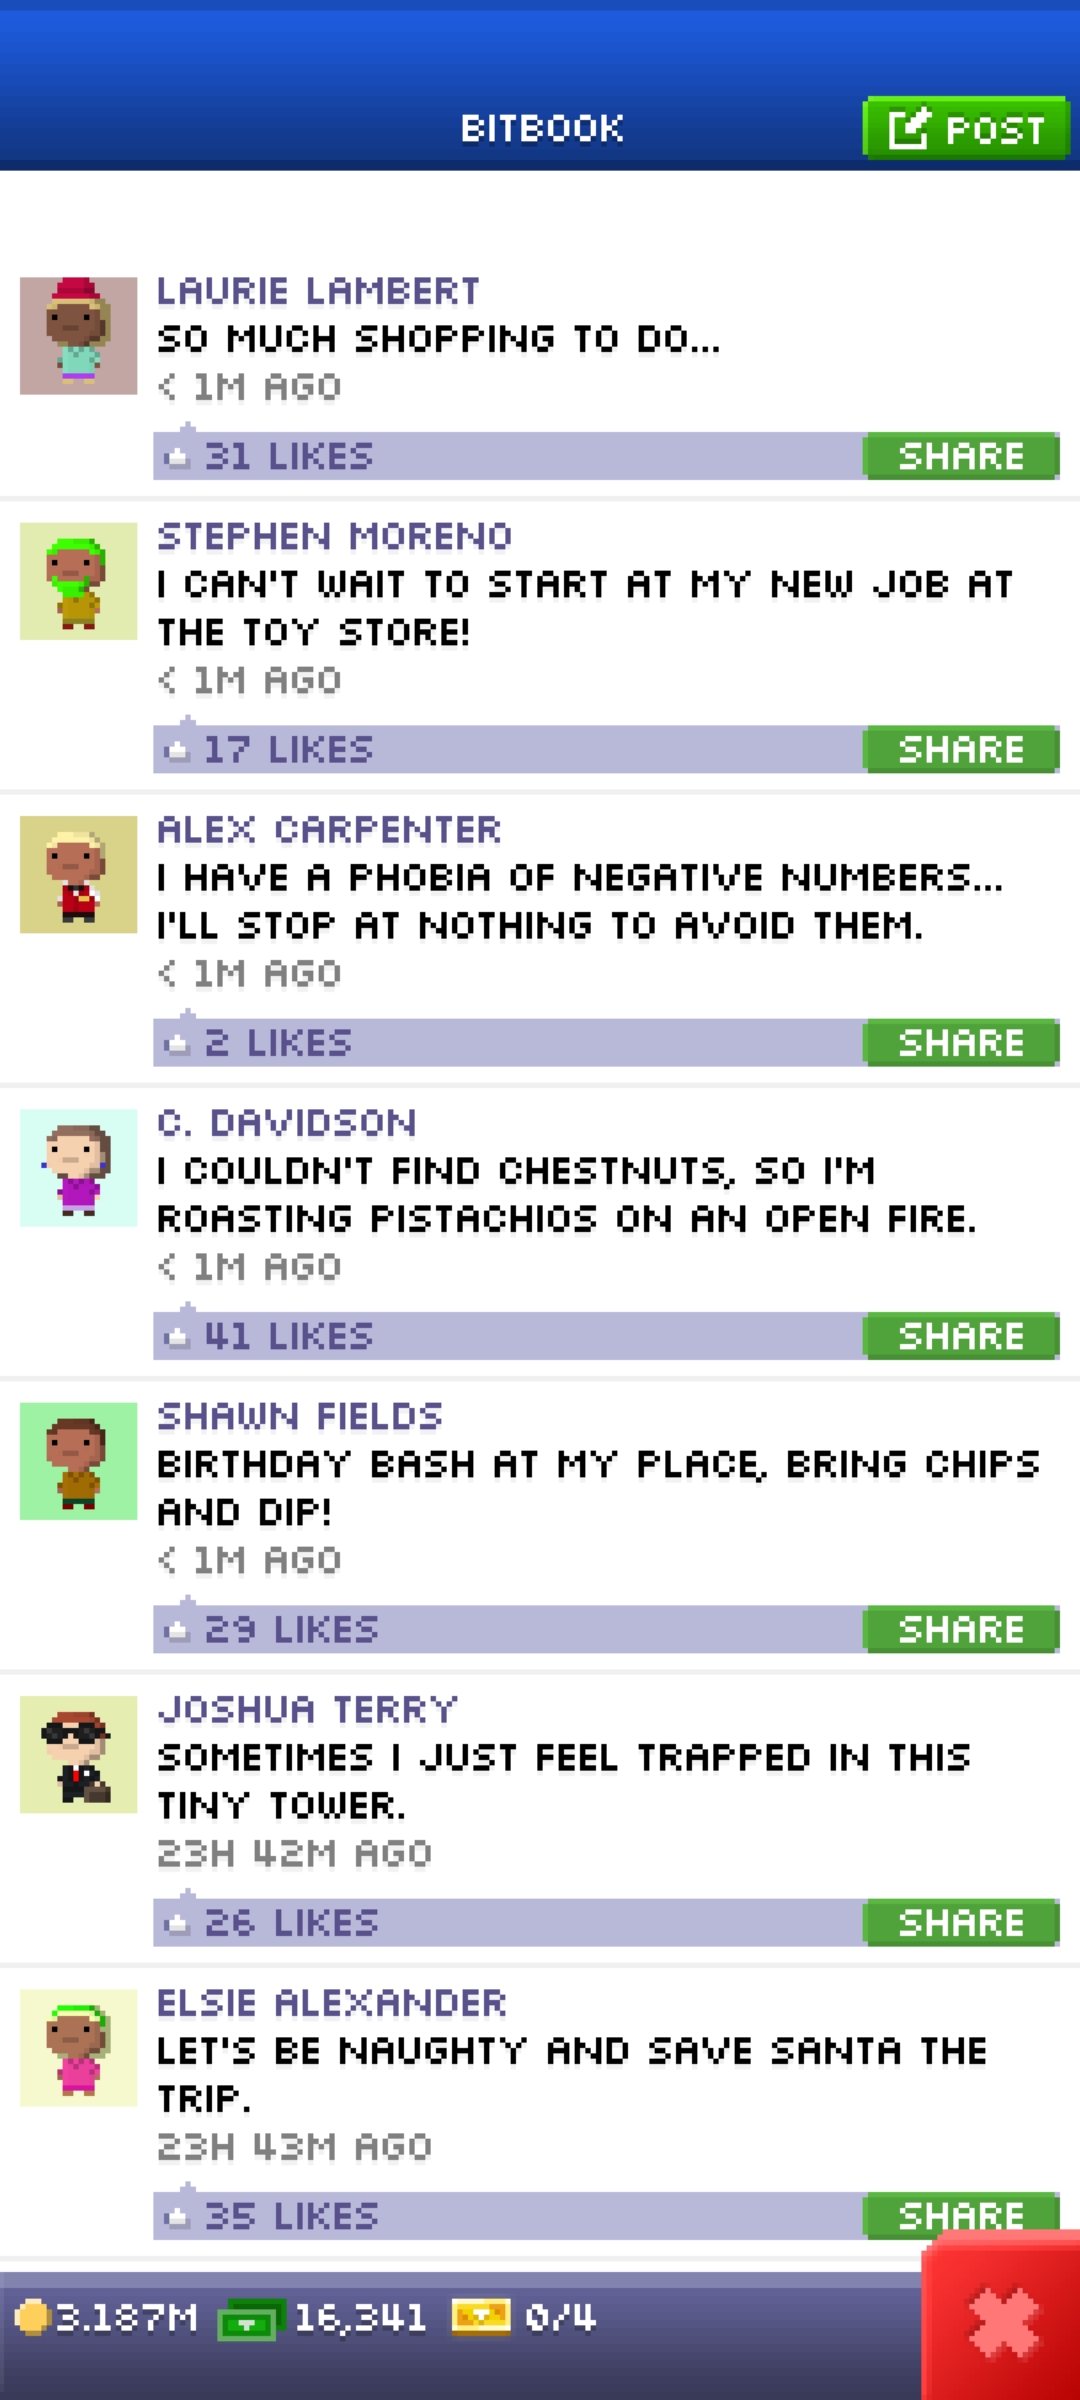 BITBOOK
POST
LAURIE LAMBERT
SO MUCH SHOPPING TO DO...
< 1M AGO
31 LIKES
SHARE
STEPHEN MORENO
I CAN'T WAIT TO START AT MY NEW JOB AT
THE TOY STORE!
< 1M AGO
17 LIKES
SHARE
ALEX CARPENTER
I HAVE A PHOBIA OF NEGATIVE NUMBERS...
I'LL STOP AT NOTHING TO AVOID THEM.
< 1M AGO
2 LIKES
SHARE
C. DAVIDSON
I COULDN'T FIND CHESTNUTS, SO I'M
ROASTING PISTACHIOS ON AN OPEN FIRE.
< 1M AGO
41 LIKES
SHARE
SHAWN FIELDS
BIRTHDAY BASH AT MY PLACE, BRING CHIPS
AND DIP!
< 1M AGO
29 LIKES
SHARE
JOSHUA TERRY
SOMETIMES I JUST FEEL TRAPPED IN THIS
TINY TOWER.
23H 42M AGO
26 LIKES
SHARE
ELSIE ALEXANDER
LET'S BE NAUGHTY AND SAVE SANTA THE
TRIP.
23H 43M AGO
35 LIKES
SHARE
3.187M 16,341 0/4